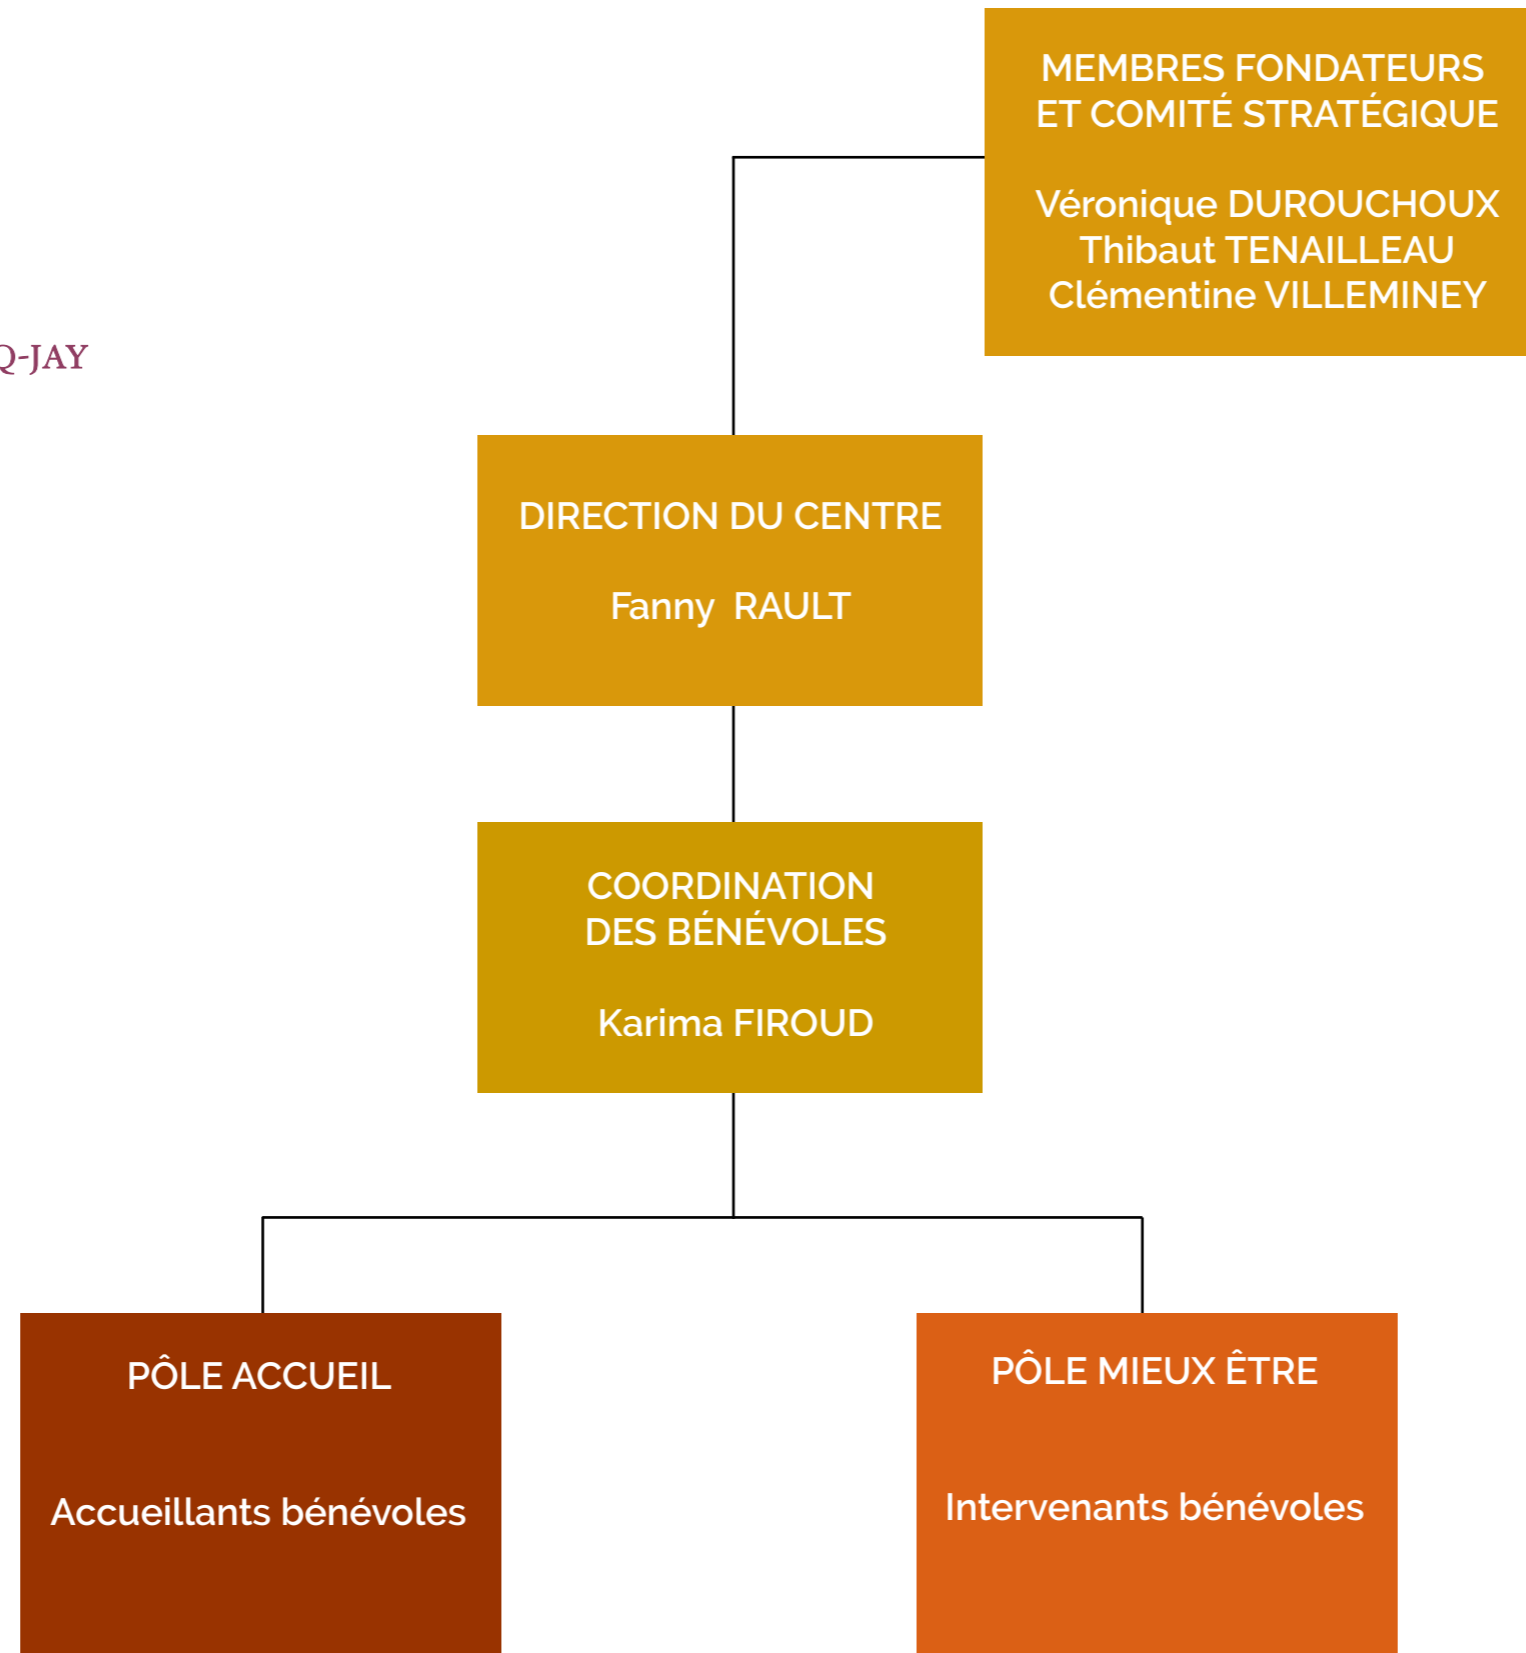 MEMBRES FONDATEURS
ET COMITÉ STRATÉGIQUE
Véronique DUROUCHOUX
Thibaut TENAILLEAU
Clémentine VILLEMINEY
Q-JAY
DIRECTION DU CENTRE
Fanny RAULT
COORDINATION
DES BÉNÉVOLES
Karima FIROUD
PÔLE ACCUEIL
Accueillants bénévoles
PÔLE MIEUX ÊTRE
Intervenants bénévoles